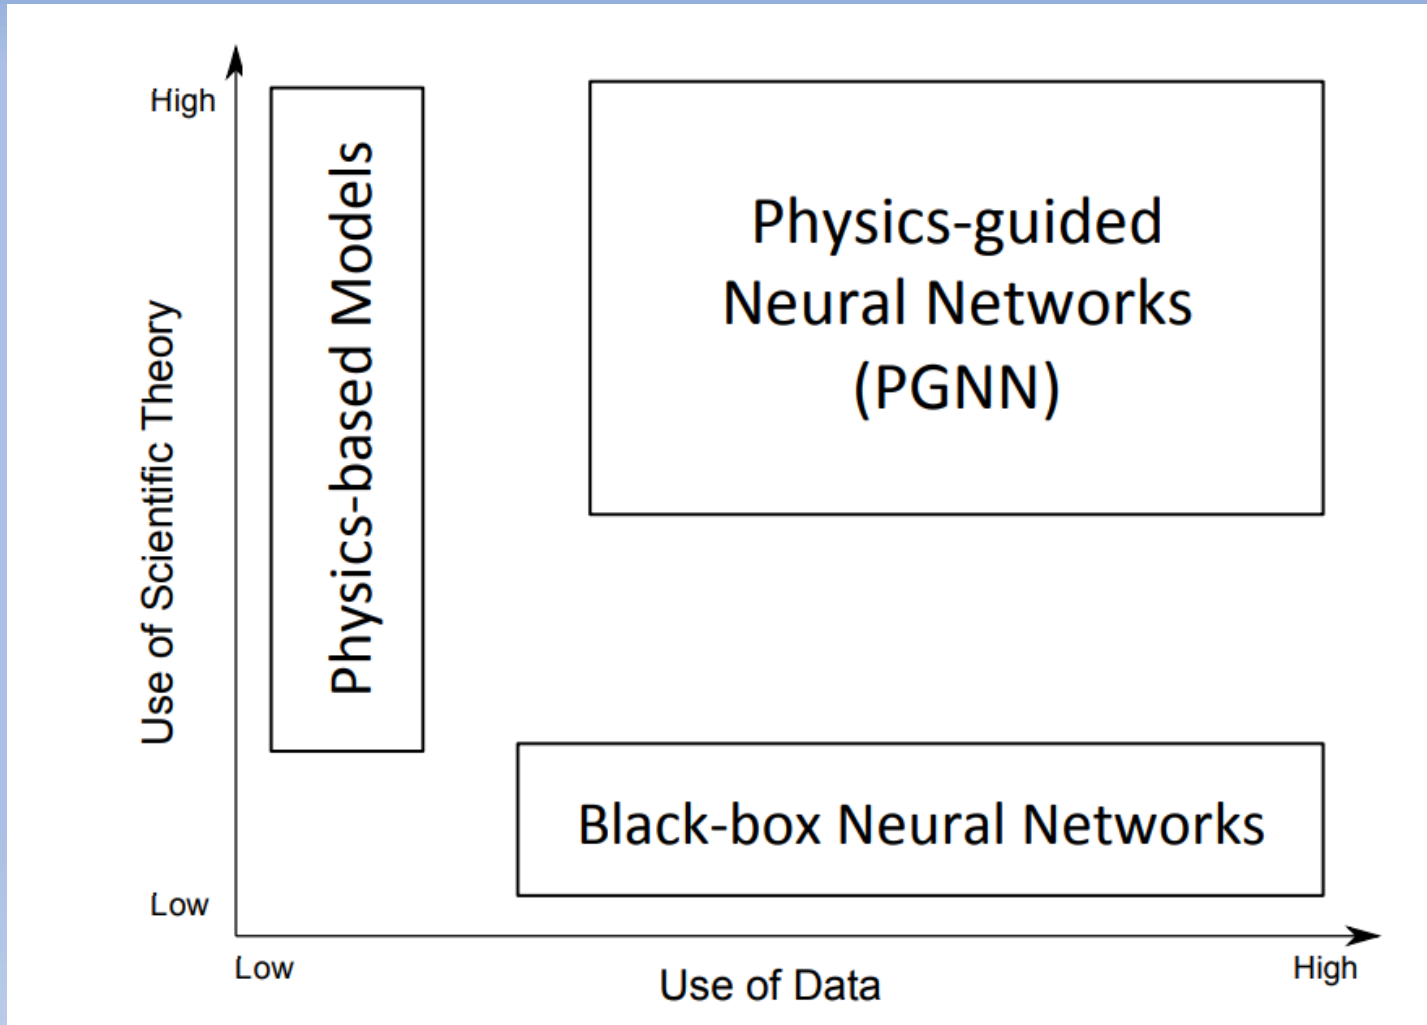 High
Use of Scientific Theory
Physics-based Models
Physics-guided
Neural Networks
(PGNN)
Black-box Neural Networks
Low
Low
Use of Data
High